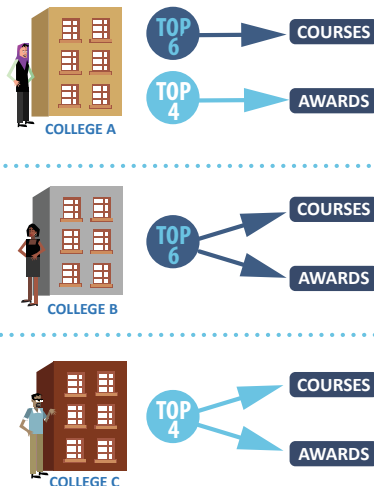 TOP
6
COURSES
TOP
4
AWARDS
COLLEGE A
TOP
6
COURSES
AWARDS
COLLEGE B
TOP
4
COURSES
AWARDS
COLLEGE C